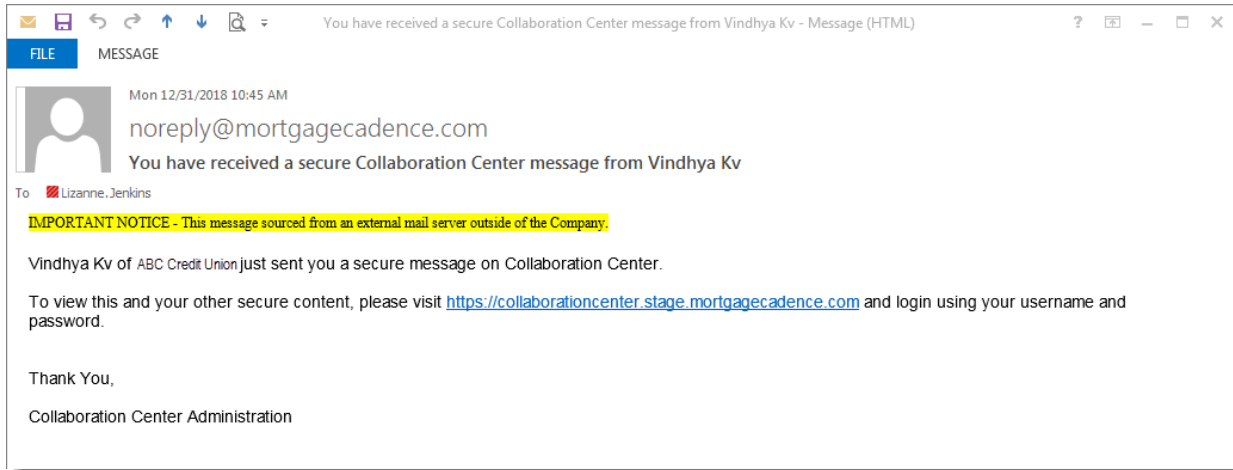 You have received a secure Collaboration Center message from Vindhya Kv - Message (HTML)
FILE MESSAGE
Mon 12/31/2018 10:45 AM
noreply@mortgagecadence.com
You have received a secure Collaboration Center message from Vindhya Kv
To Lizanne.Jenkins
IMPORTANT NOTICE - This message sourced from an external mail server outside of the Company.
Vindhya Kv of ABC Credit Union just sent you a secure message on Collaboration Center.
To view this and your other secure content, please visit https://collaborationcenter.stage.mortgagecadence.com and login using your username and
password.
Thank You,
Collaboration Center Administration